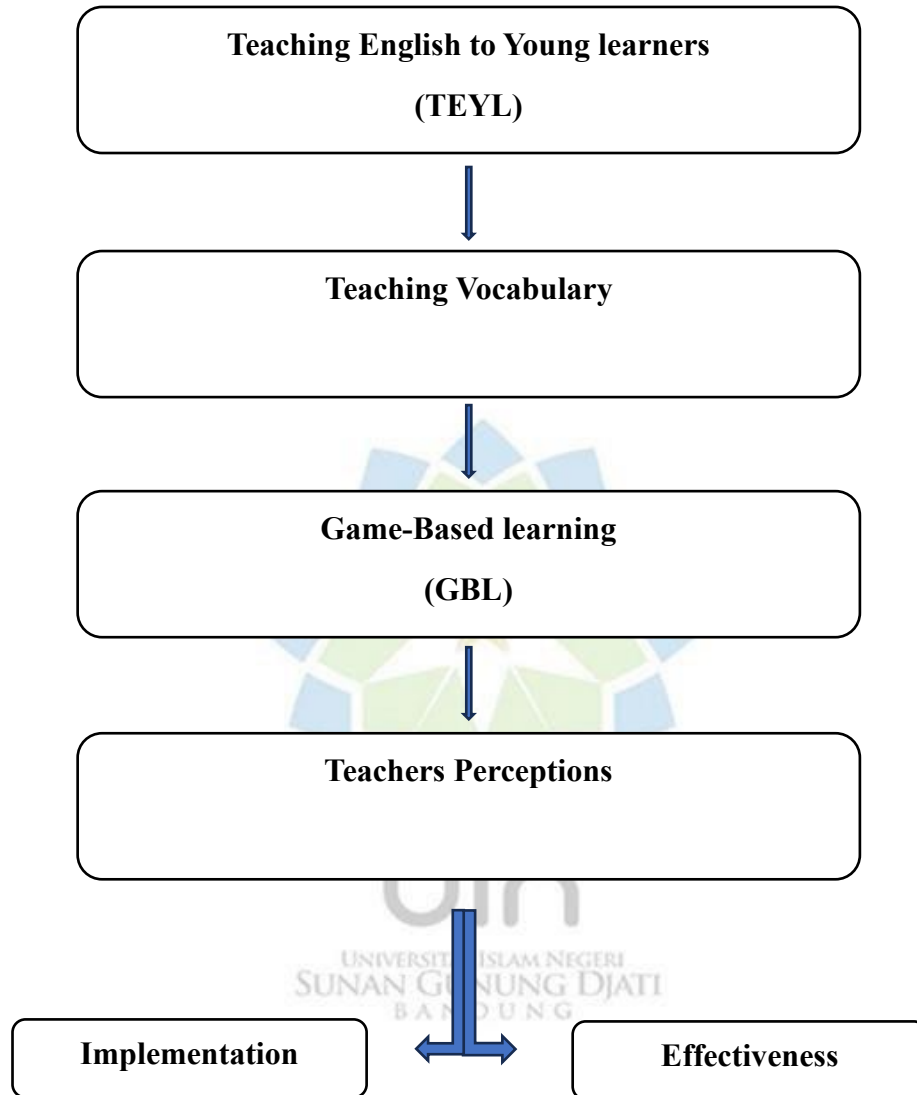 Teaching English to Young learners
(TEYL)
Teaching Vocabulary
Game-Based learning
(GBL)
Teachers Perceptions
uin
UNIVERSITAS ISLAM NEGERI
SUNAN GUNUNG DJATI
BANDUNG
Implementation
Effectiveness